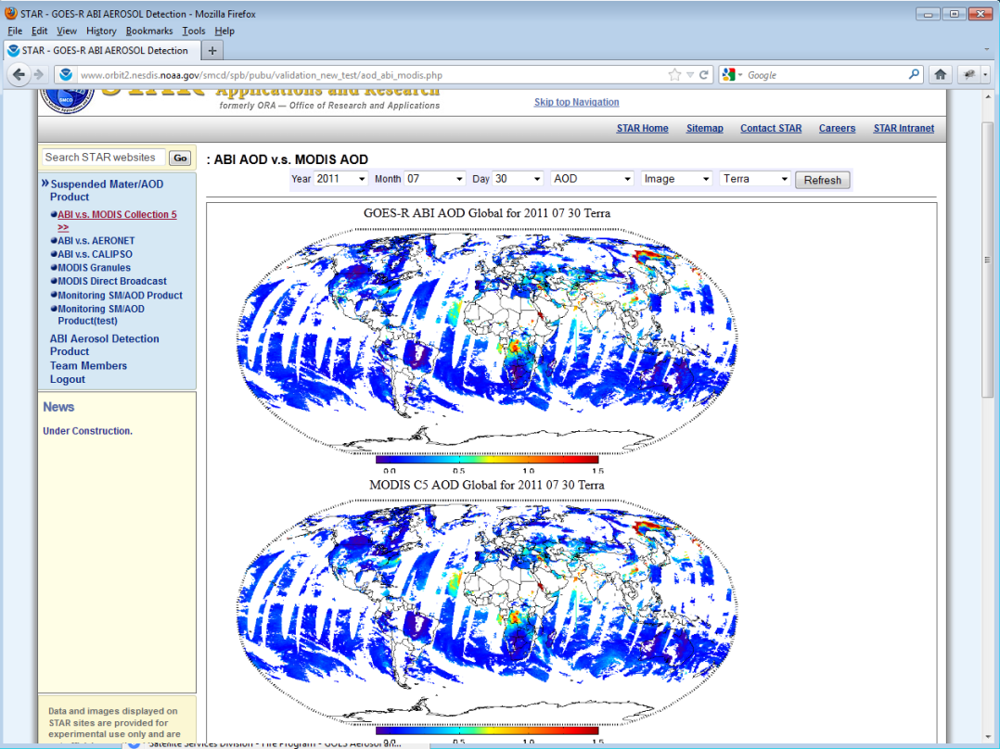 STAR - GOES-R ABI AEROSOL Detection - Mozilla Firefox
File Edit View History Bookmarks Tools Help
STAR - GOES-R ABI AEROSOL Detection
www.orbit2.nesdis.noaa.gov/smcd/spb/pubu/validation_new_test/aod_abi_modis.php
Google
STAR Applications and Research
formerly ORA — Office of Research and Applications
Skip top Navigation
STAR Home Sitemap Contact STAR Careers STAR Intranet
Search STAR websites Go
: ABI AOD v.s. MODIS AOD
Year 2011 Month 07 Day 30 AOD Image Terra Refresh
» Suspended Mater/AOD
Product
ABI v.s. MODIS Collection 5
>>
ABI v.s. AERONET
ABI v.s. CALIPSO
MODIS Granules
MODIS Direct Broadcast
Monitoring SM/AOD Product
Monitoring SM/AOD
Product(test)
ABI Aerosol Detection
Product
Team Members
Logout
News
Under Construction.
Data and images displayed on
STAR sites are provided for
experimental use only and are
GOES-R ABI AOD Global for 2011 07 30 Terra
0.0 0.5 1.0 1.5
MODIS C5 AOD Global for 2011 07 30 Terra
0.0 0.5 1.0 1.5
Satellite Services Division - Fire Program - GOES Aerosol